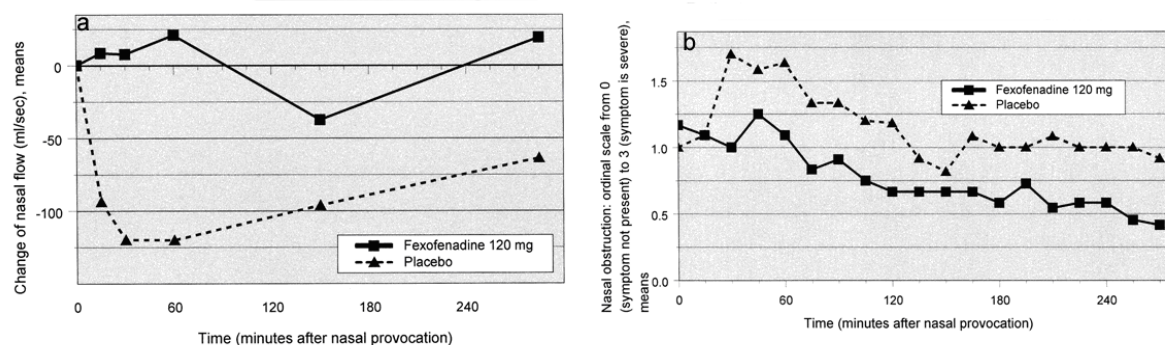 a
Change of nasal flow (ml/sec), means
0
-50
-100
Fexofenadine 120 mg
Placebo
0
60
120
180
240
Time (minutes after nasal provocation)
b
Nasal obstruction: ordinal scale from 0
(symptom not present) to 3 (symptom is severe),
means
1.5
1.0
0.5
0.0
Fexofenadine 120 mg
Placebo
0
60
120
180
240
Time (minutes after nasal provocation)